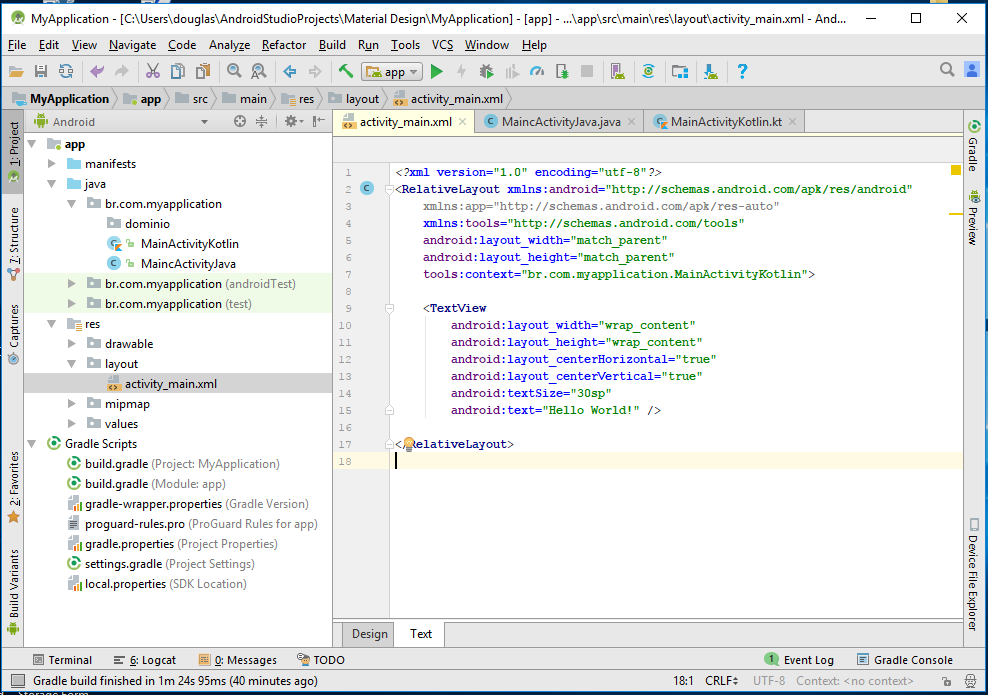 MyApplication - [C:\Users\douglas\AndroidStudioProjects\Material Design\MyApplication] - [app] - ...\app\src\main\res\layout\activity_main.xml - And...
File Edit View Navigate Code Analyze Refactor Build Run Tools VCS Window Help
app
MyApplication app src main res layout activity_main.xml
Android
activity_main.xml MaincActivityJava.java MainActivityKotlin.kt
1: Project
7: Structure
Captures
2: Favorites
Build Variants
app
manifests
java
br.com.myapplication
dominio
MainActivityKotlin
MaincActivityJava
br.com.myapplication (androidTest)
br.com.myapplication (test)
res
drawable
layout
activity_main.xml
mipmap
values
Gradle Scripts
build.gradle (Project: MyApplication)
build.gradle (Module: app)
gradle-wrapper.properties (Gradle Version)
proguard-rules.pro (ProGuard Rules for app)
gradle.properties (Project Properties)
settings.gradle (Project Settings)
local.properties (SDK Location)
1 <?xml version="1.0" encoding="utf-8"?>
2 <RelativeLayout xmlns:android="http://schemas.android.com/apk/res/android"
3 xmlns:app="http://schemas.android.com/apk/res-auto"
4 xmlns:tools="http://schemas.android.com/tools"
5 android:layout_width="match_parent"
6 android:layout_height="match_parent"
7 tools:context="br.com.myapplication.MainActivityKotlin">
8
9 <TextView
10 android:layout_width="wrap_content"
11 android:layout_height="wrap_content"
12 android:layout_centerHorizontal="true"
13 android:layout_centerVertical="true"
14 android:textSize="30sp"
15 android:text="Hello World!" />
16
17 </RelativeLayout>
18
Gradle
Preview
Device File Explorer
Design Text
Terminal 6: Logcat 0: Messages TODO 1 Event Log Gradle Console
Gradle build finished in 1m 24s 95ms (40 minutes ago) 18:1 CRLF UTF-8 Context: <no context>
Storage Form